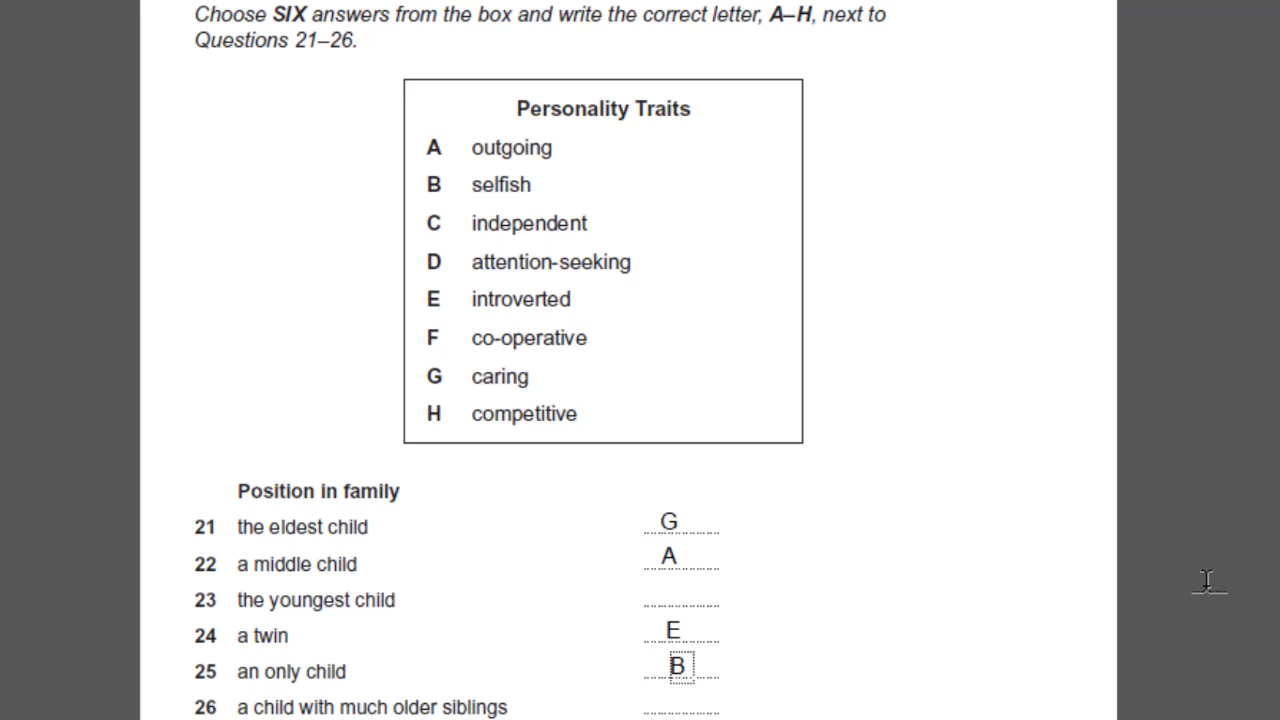 Choose SIX answers from the box and write the correct letter, A–H, next to
Questions 21–26.
Personality Traits
A outgoing
B selfish
C independent
D attention-seeking
E introverted
F co-operative
G caring
H competitive
Position in family
21 the eldest child G
22 a middle child A
23 the youngest child
24 a twin E
25 an only child B
26 a child with much older siblings